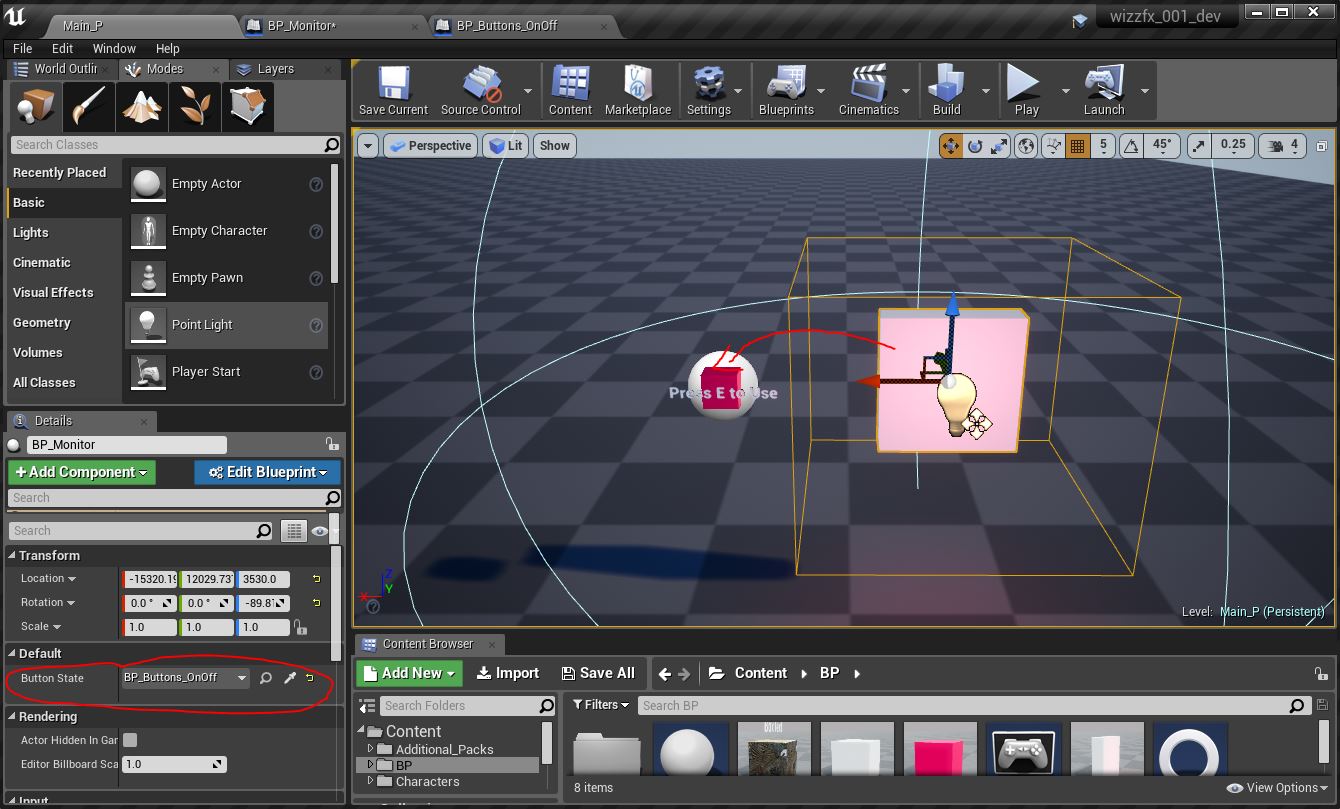 Main_P
BP_Monitor*
BP_Buttons_OnOff
wizzfx_001_dev
File
Edit
Window
Help
World Outlin
Modes
Layers
Search Classes
Recently Placed
Basic
Lights
Cinematic
Visual Effects
Geometry
Volumes
All Classes
Empty Actor
Empty Character
Empty Pawn
Point Light
Player Start
Save Current
Source Control
Content
Marketplace
Settings
Blueprints
Cinematics
Build
Play
Launch
Perspective
Lit
Show
5
45°
0.25
4
Press E to Use
Z
Y
X
Level: Main_P (Persistent)
Details
BP_Monitor
+Add Component
Edit Blueprint
Search
Search
Transform
Location
-15320.19
12029.73
3530.0
Rotation
0.0 °
0.0 °
-89.8
Scale
1.0
1.0
1.0
Default
Button State
BP_Buttons_OnOff
Rendering
Actor Hidden In Gar
Editor Billboard Sca
1.0
Input
Content Browser
Add New
Import
Save All
Content
BP
Search Folders
Filters
Search BP
Content
Additional_Packs
BP
Characters
8 items
View Options